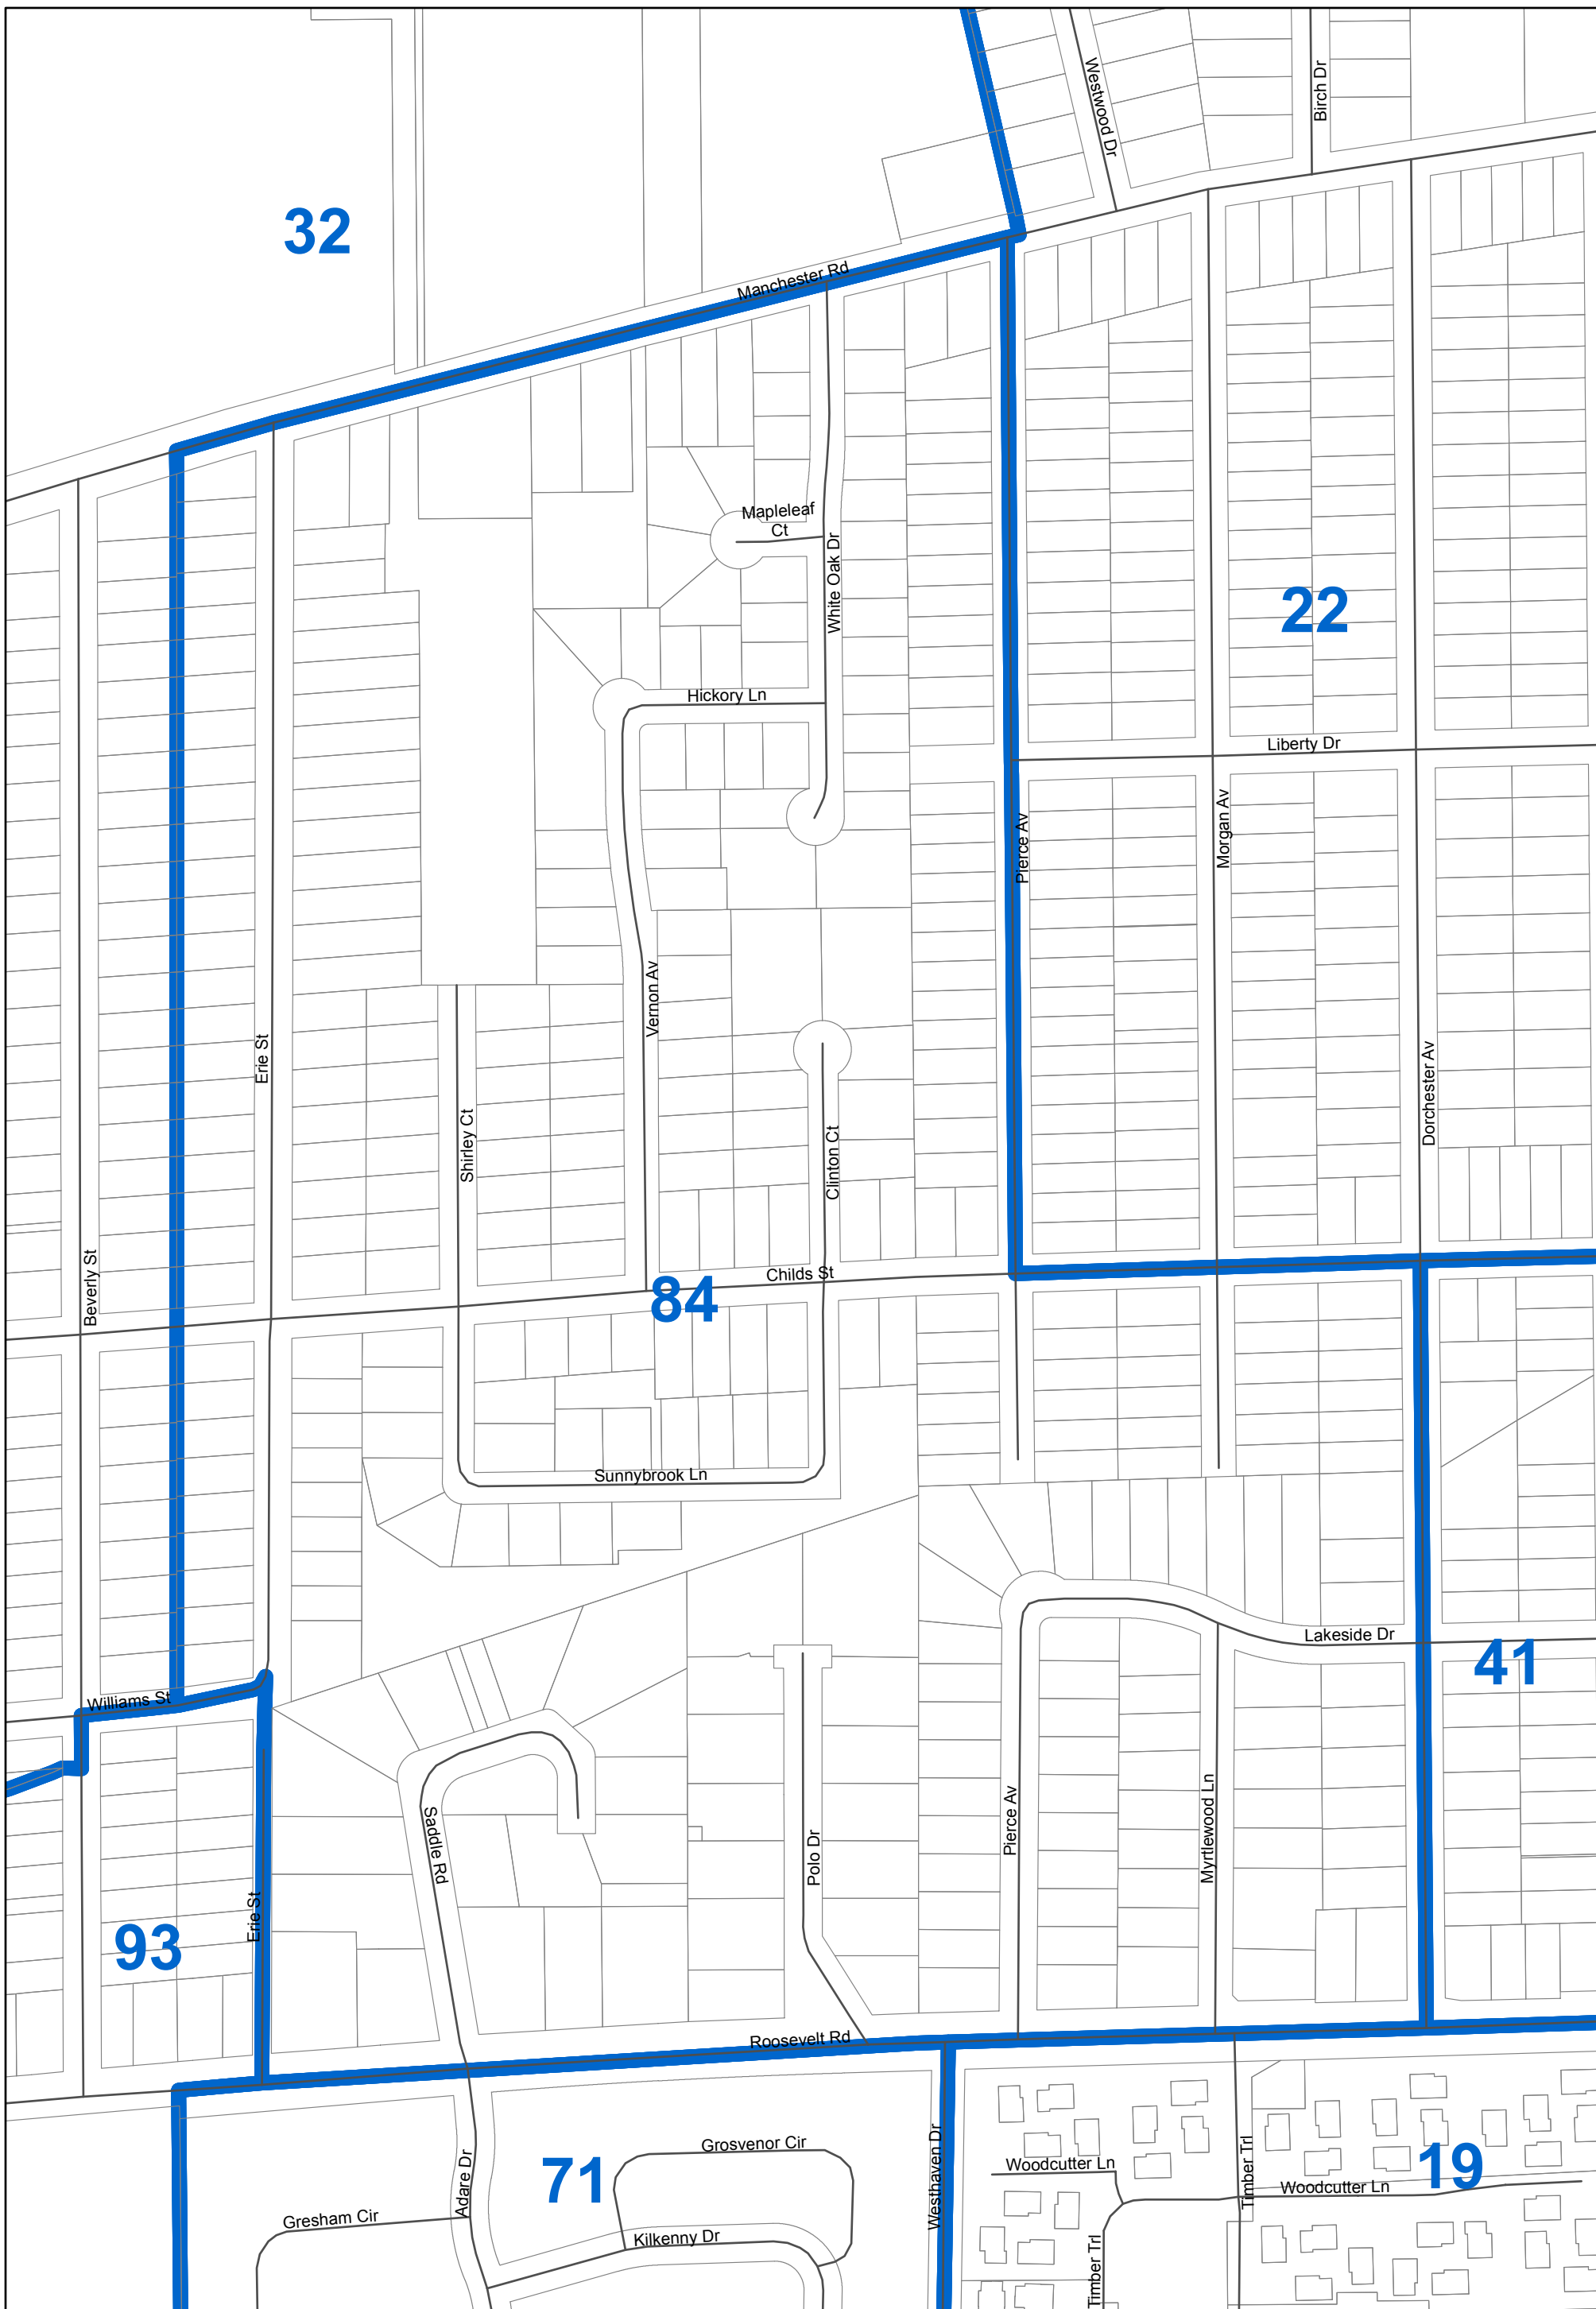 Westwood Dr
Birch Dr
32
Manchester Rd
Mapleleaf
Ct
White Oak Dr
22
Hickory Ln
Liberty Dr
Pierce Av
Morgan Av
Vernon Av
Erie St
Dorchester Av
Shirley Ct
Clinton Ct
Beverly St
Childs St
84
Sunnybrook Ln
Lakeside Dr
41
Williams St
Saddle Rd
Polo Dr
Pierce Av
Myrtlewood Ln
Erie St
93
Roosevelt Rd
Grosvenor Cir
Westhaven Dr
Woodcutter Ln
Timber Trl
19
Woodcutter Ln
71
Adare Dr
Gresham Cir
Kilkenny Dr
Timber Trl